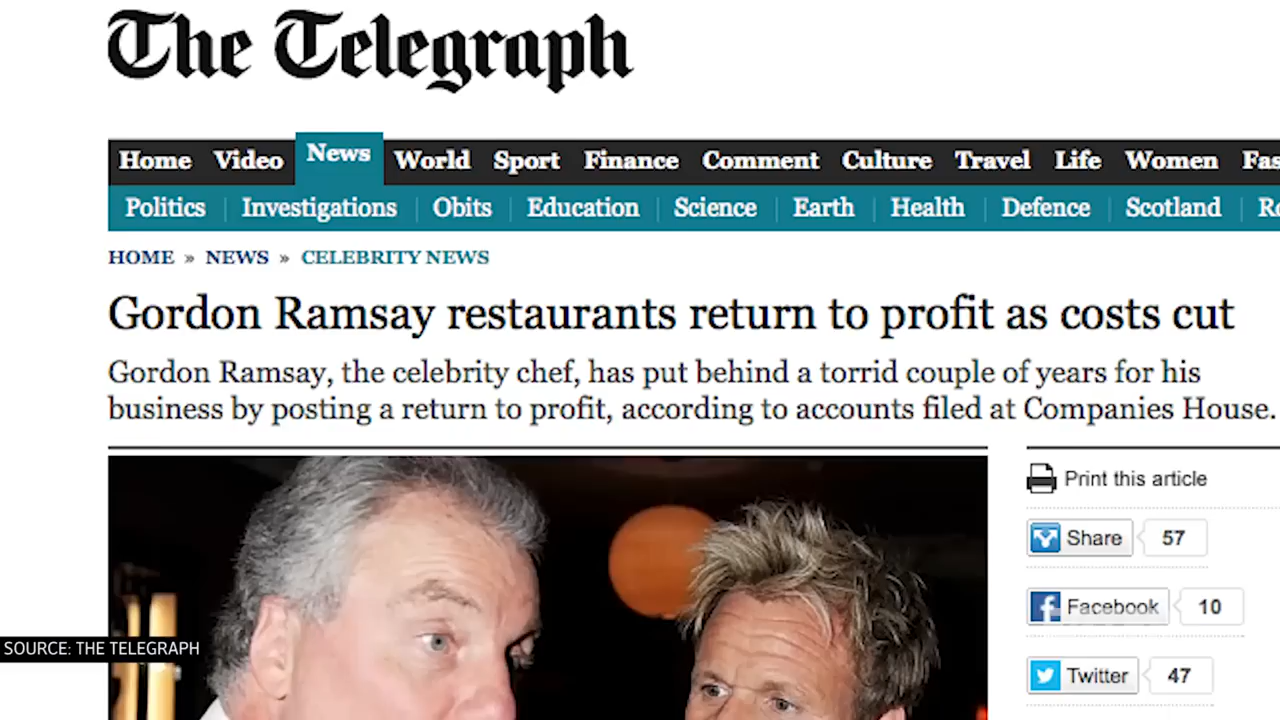 The Telegraph
Home Video News World Sport Finance Comment Culture Travel Life Women
Politics Investigations Obits Education Science Earth Health Defence Scotland
HOME » NEWS » CELEBRITY NEWS
Gordon Ramsay restaurants return to profit as costs cut
Gordon Ramsay, the celebrity chef, has put behind a torrid couple of years for his
business by posting a return to profit, according to accounts filed at Companies House.
Print this article
Share 57
Facebook 10
SOURCE: THE TELEGRAPH
Twitter 47